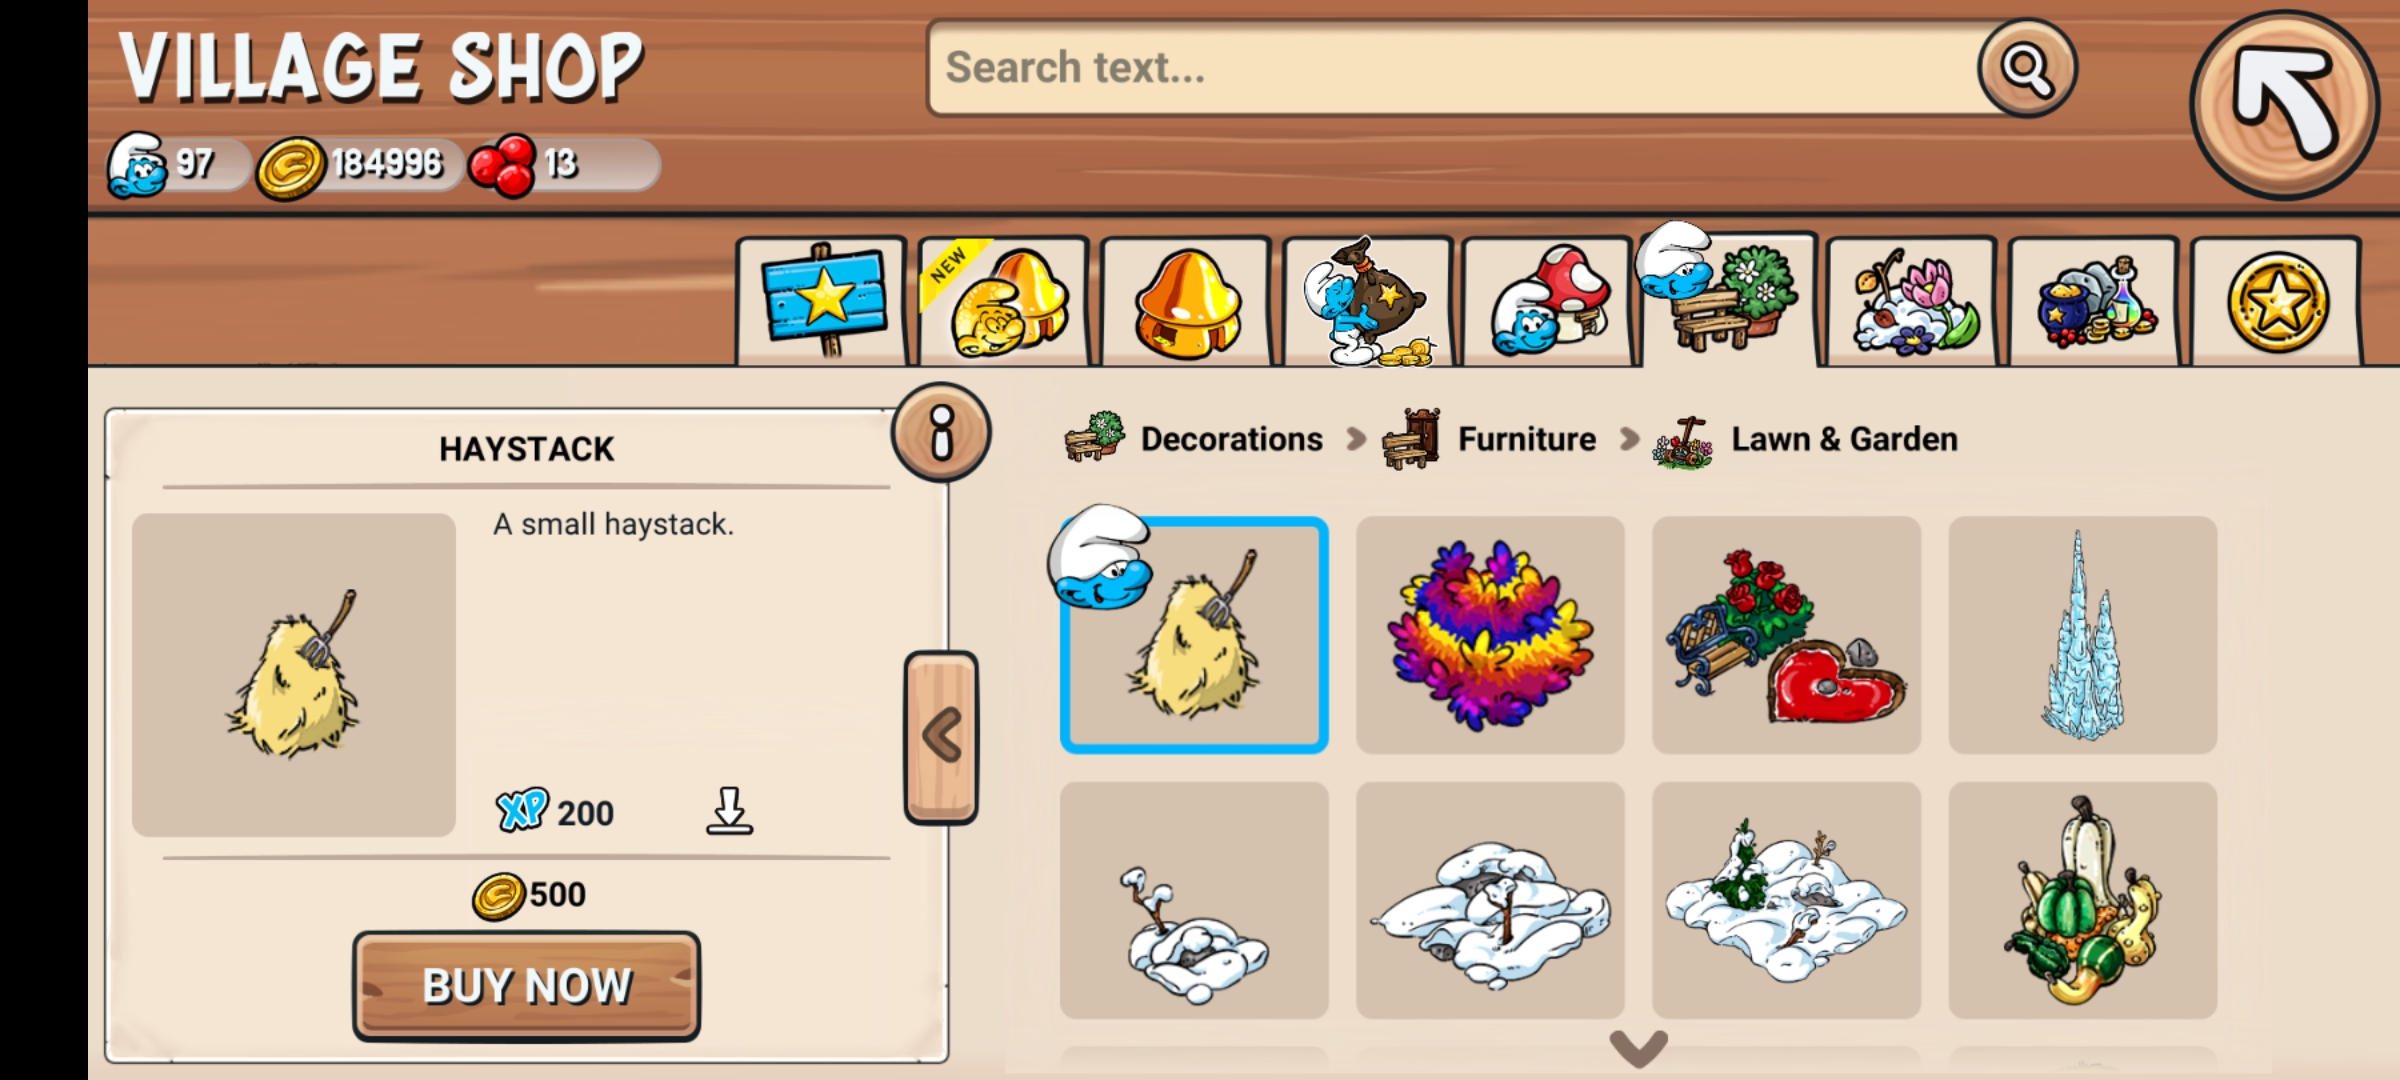 VILLAGE SHOP
Search text...
97
184996
13
NEW
HAYSTACK
A small haystack.
XP 200
500
BUY NOW
Decorations > Furniture > Lawn & Garden